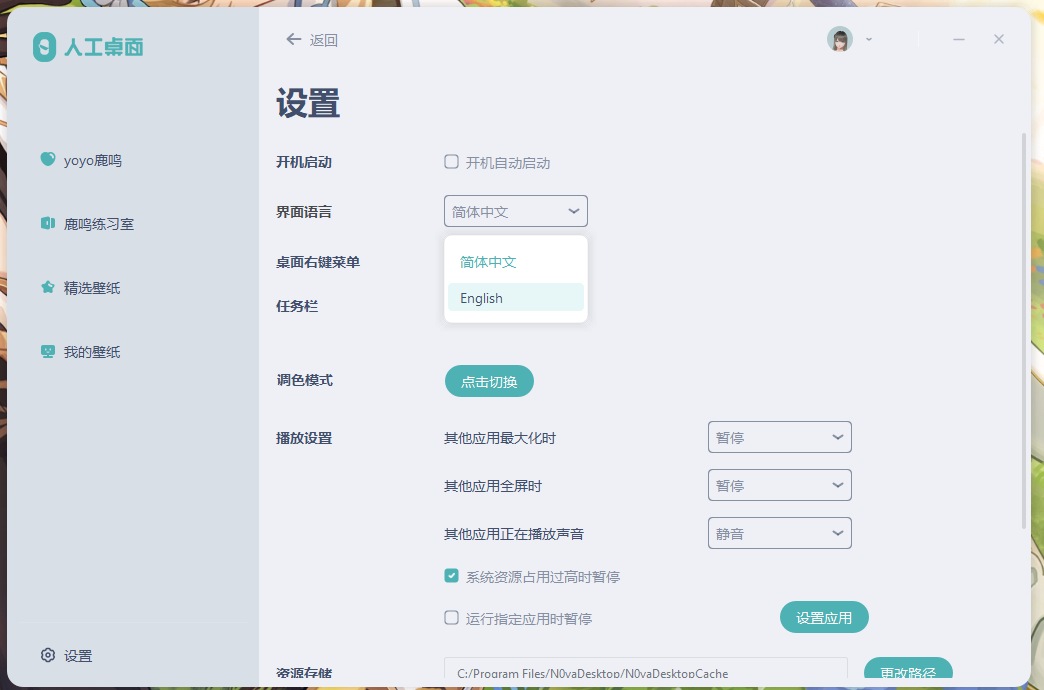 人工桌面
返回
设置
yoyo鹿鸣
鹿鸣练习室
精选壁纸
我的壁纸
设置
开机启动
开机自动启动
界面语言
简体中文
简体中文
English
桌面右键菜单
任务栏
调色模式
点击切换
播放设置
其他应用最大化时
暂停
其他应用全屏时
暂停
其他应用正在播放声音
静音
系统资源占用过高时暂停
运行指定应用时暂停
设置应用
资源存储
C:/Program Files/N0vaDesktop/N0vaDesktopCache
更改路径